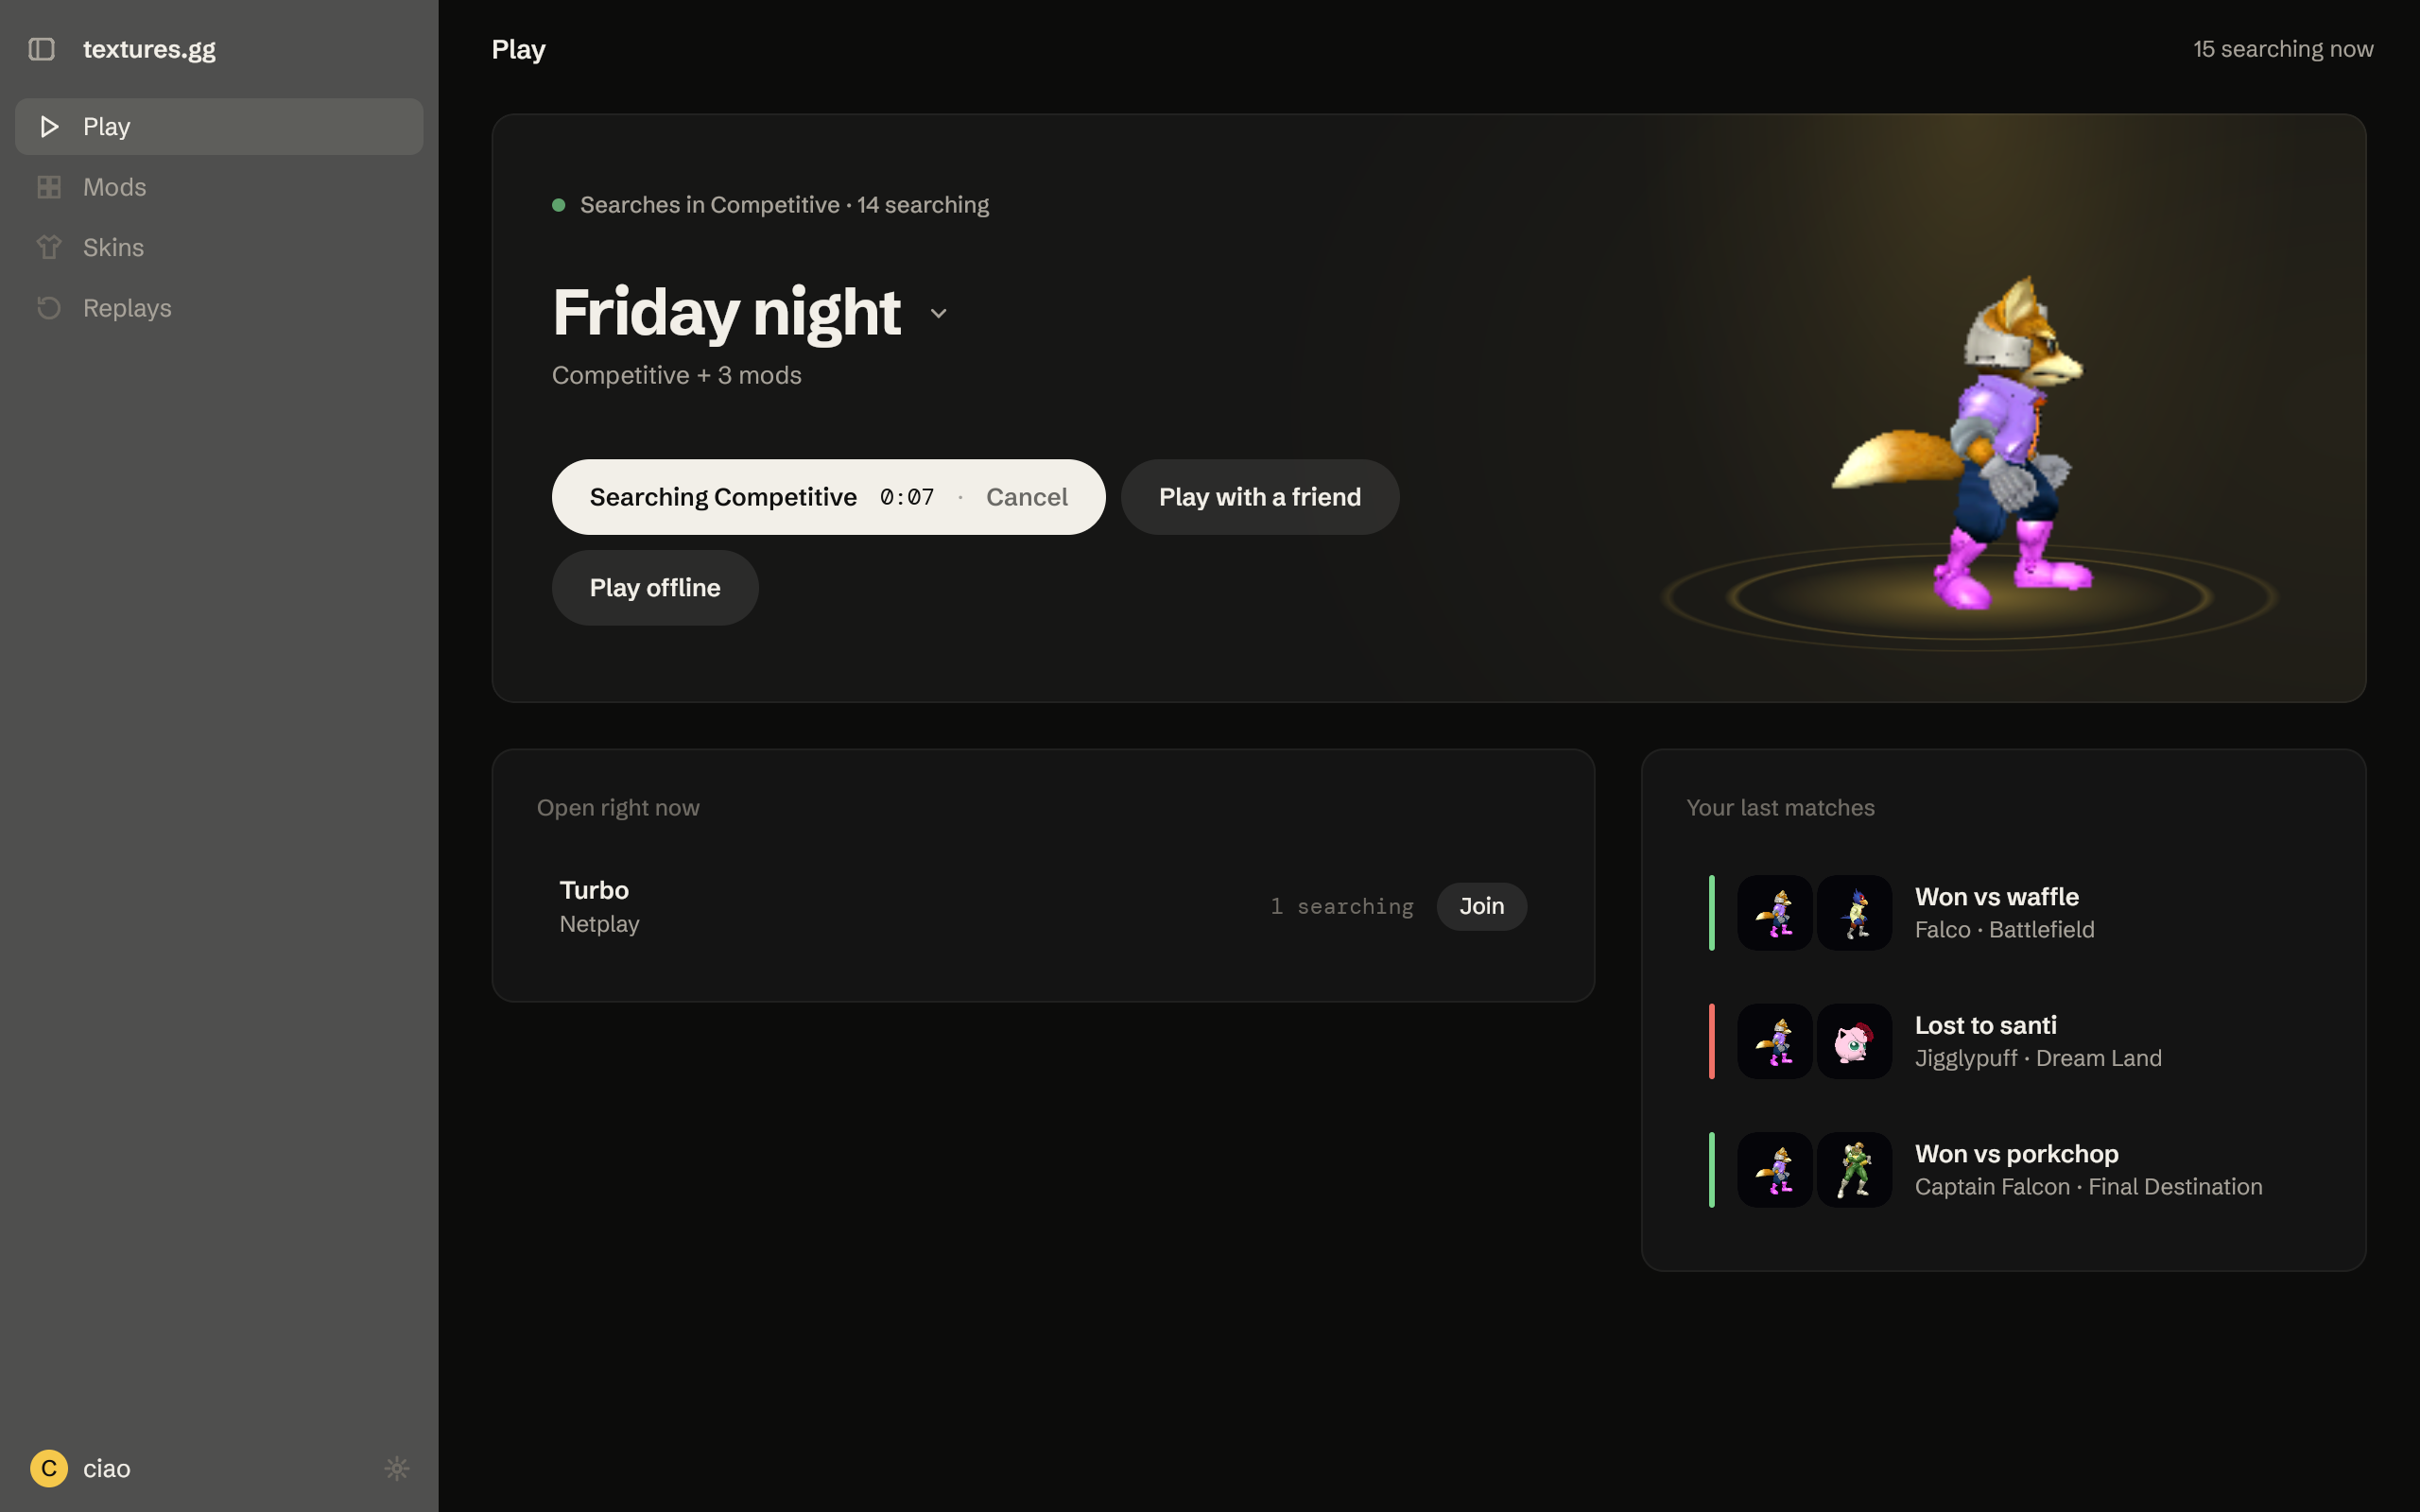 textures.gg
Play
Mods
Skins
Replays
C ciao
Play
15 searching now
Searches in Competitive · 14 searching
Friday night
Competitive + 3 mods
Searching Competitive 0:07 · Cancel
Play with a friend
Play offline
Open right now
Turbo
Netplay
1 searching
Join
Your last matches
Won vs waffle
Falco · Battlefield
Lost to santi
Jigglypuff · Dream Land
Won vs porkchop
Captain Falcon · Final Destination